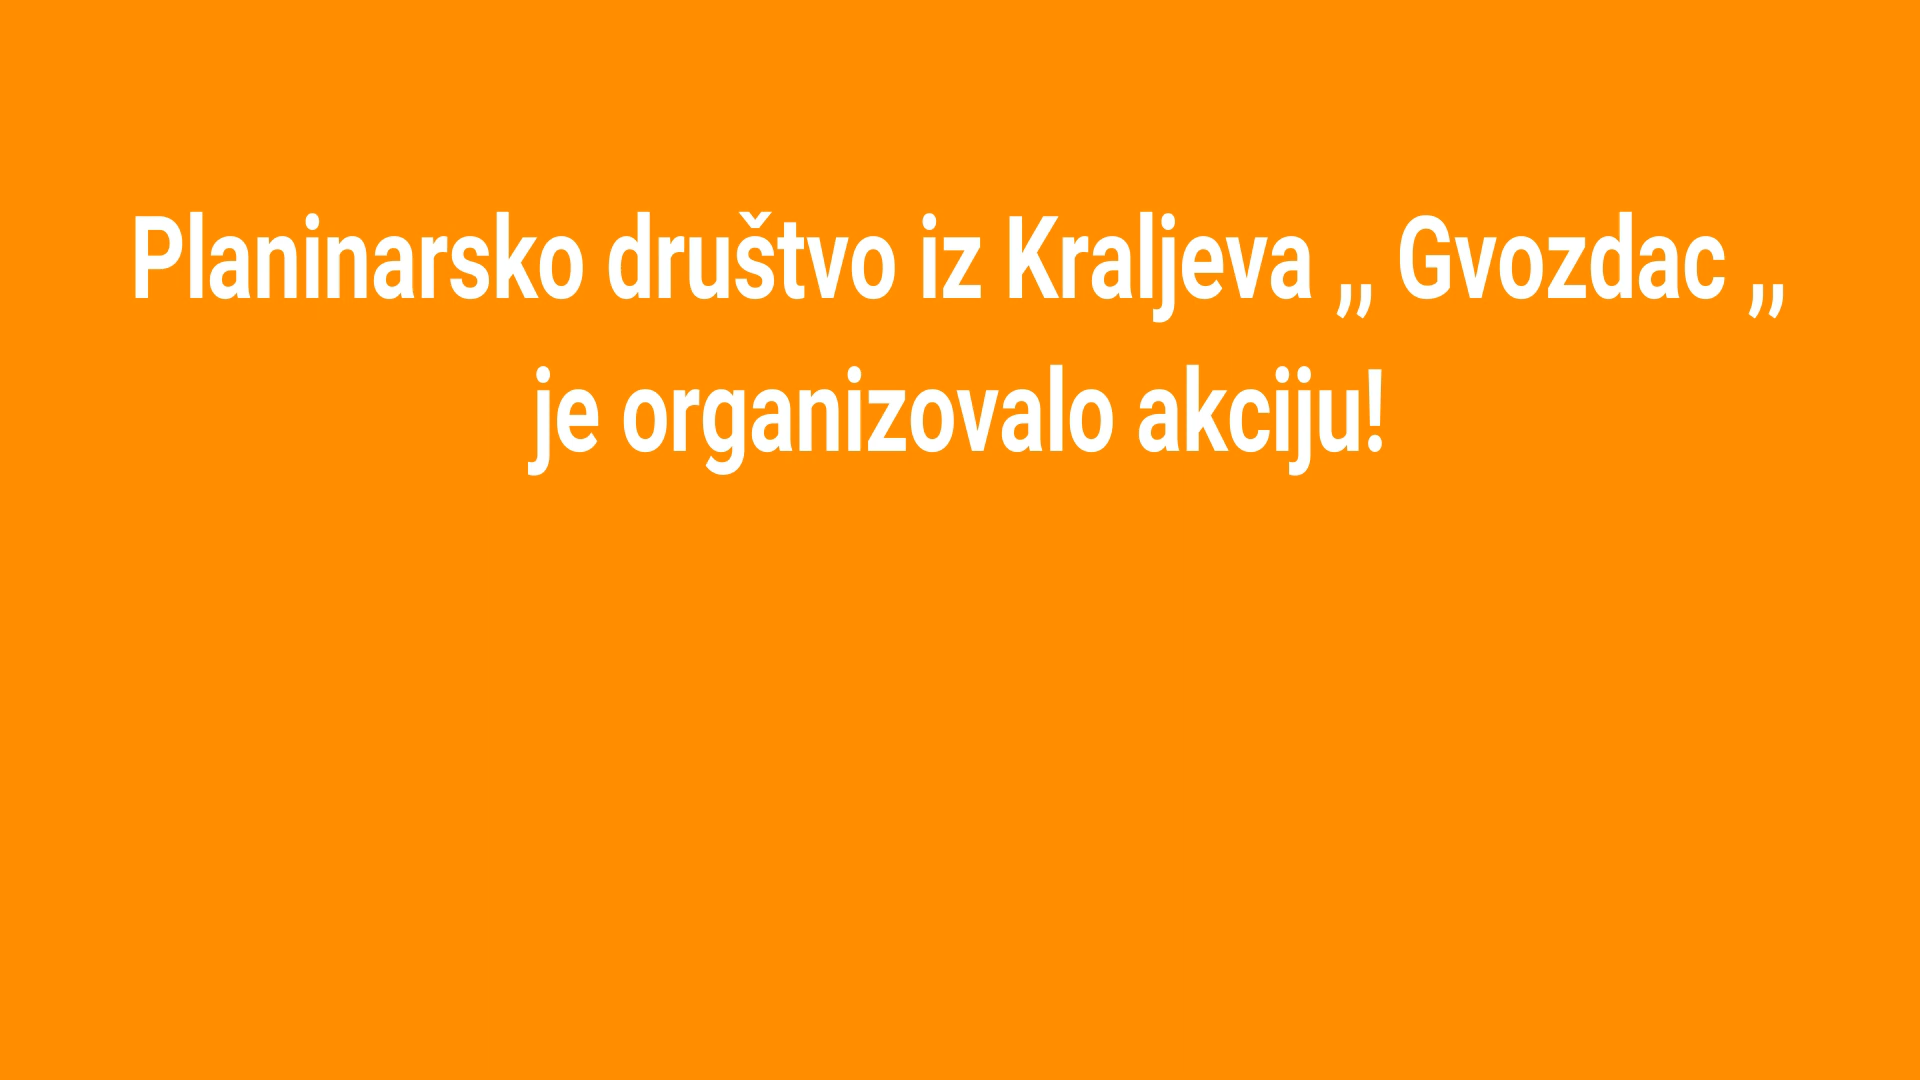 Planinarsko društvo iz Kraljeva ,, Gvozdac ,,
je organizovalo akciju!